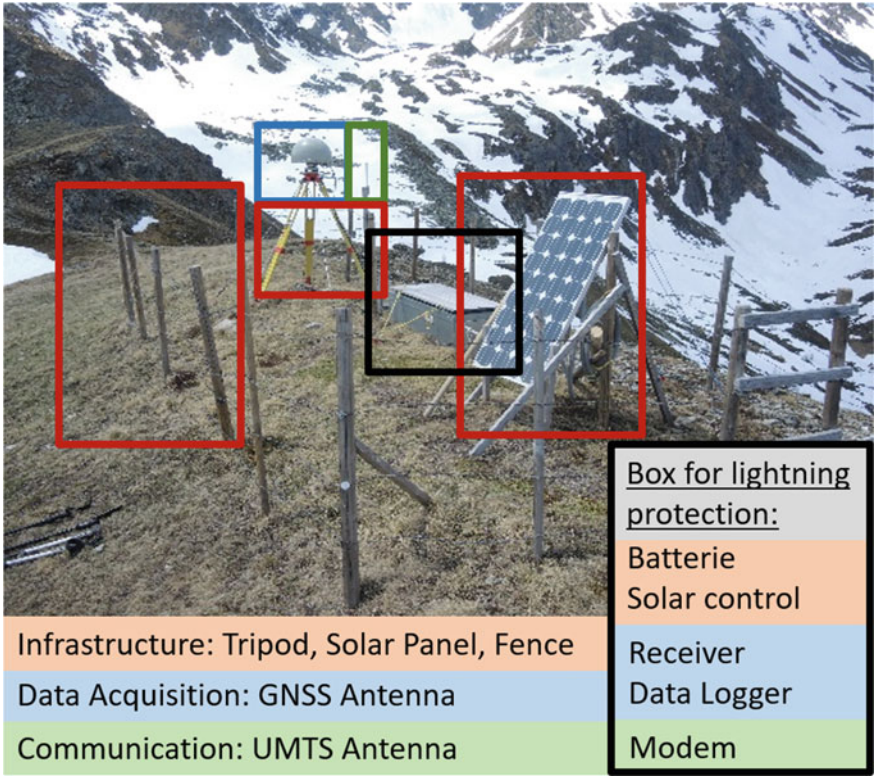 Box for lightning
protection:
Batterie
Solar control
Receiver
Data Logger
Modem
Infrastructure: Tripod, Solar Panel, Fence
Data Acquisition: GNSS Antenna
Communication: UMTS Antenna